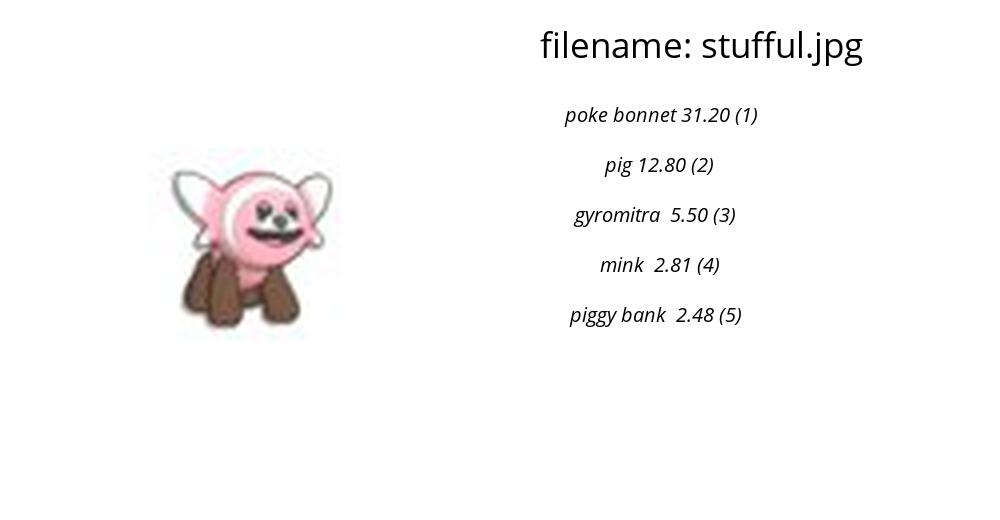 filename: stufful.jpg
poke bonnet 31.20 (1)
pig 12.80 (2)
gyromitra 5.50 (3)
mink 2.81 (4)
piggy bank 2.48 (5)